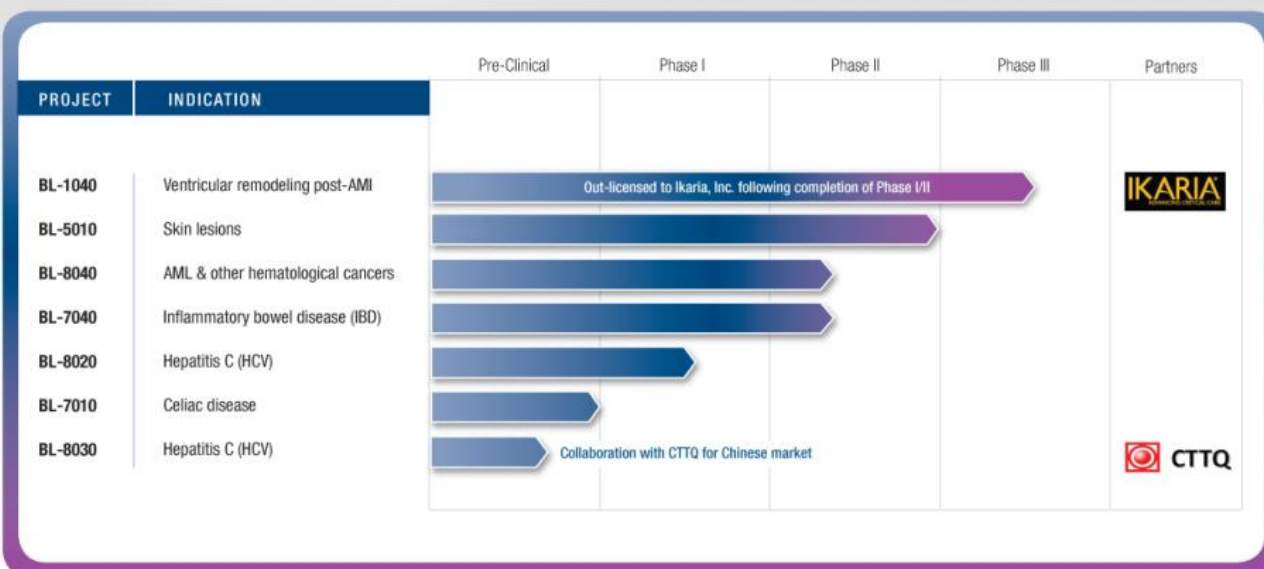 Pre-Clinical Phase I Phase II Phase III Partners
PROJECT INDICATION
BL-1040 Ventricular remodeling post-AMI Out-licensed to Ikaria, Inc. following completion of Phase I/II IKARIA
ADVANCING CRITICAL CARE
BL-5010 Skin lesions
BL-8040 AML & other hematological cancers
BL-7040 Inflammatory bowel disease (IBD)
BL-8020 Hepatitis C (HCV)
BL-7010 Celiac disease
BL-8030 Hepatitis C (HCV) Collaboration with CTTQ for Chinese market CTTQ